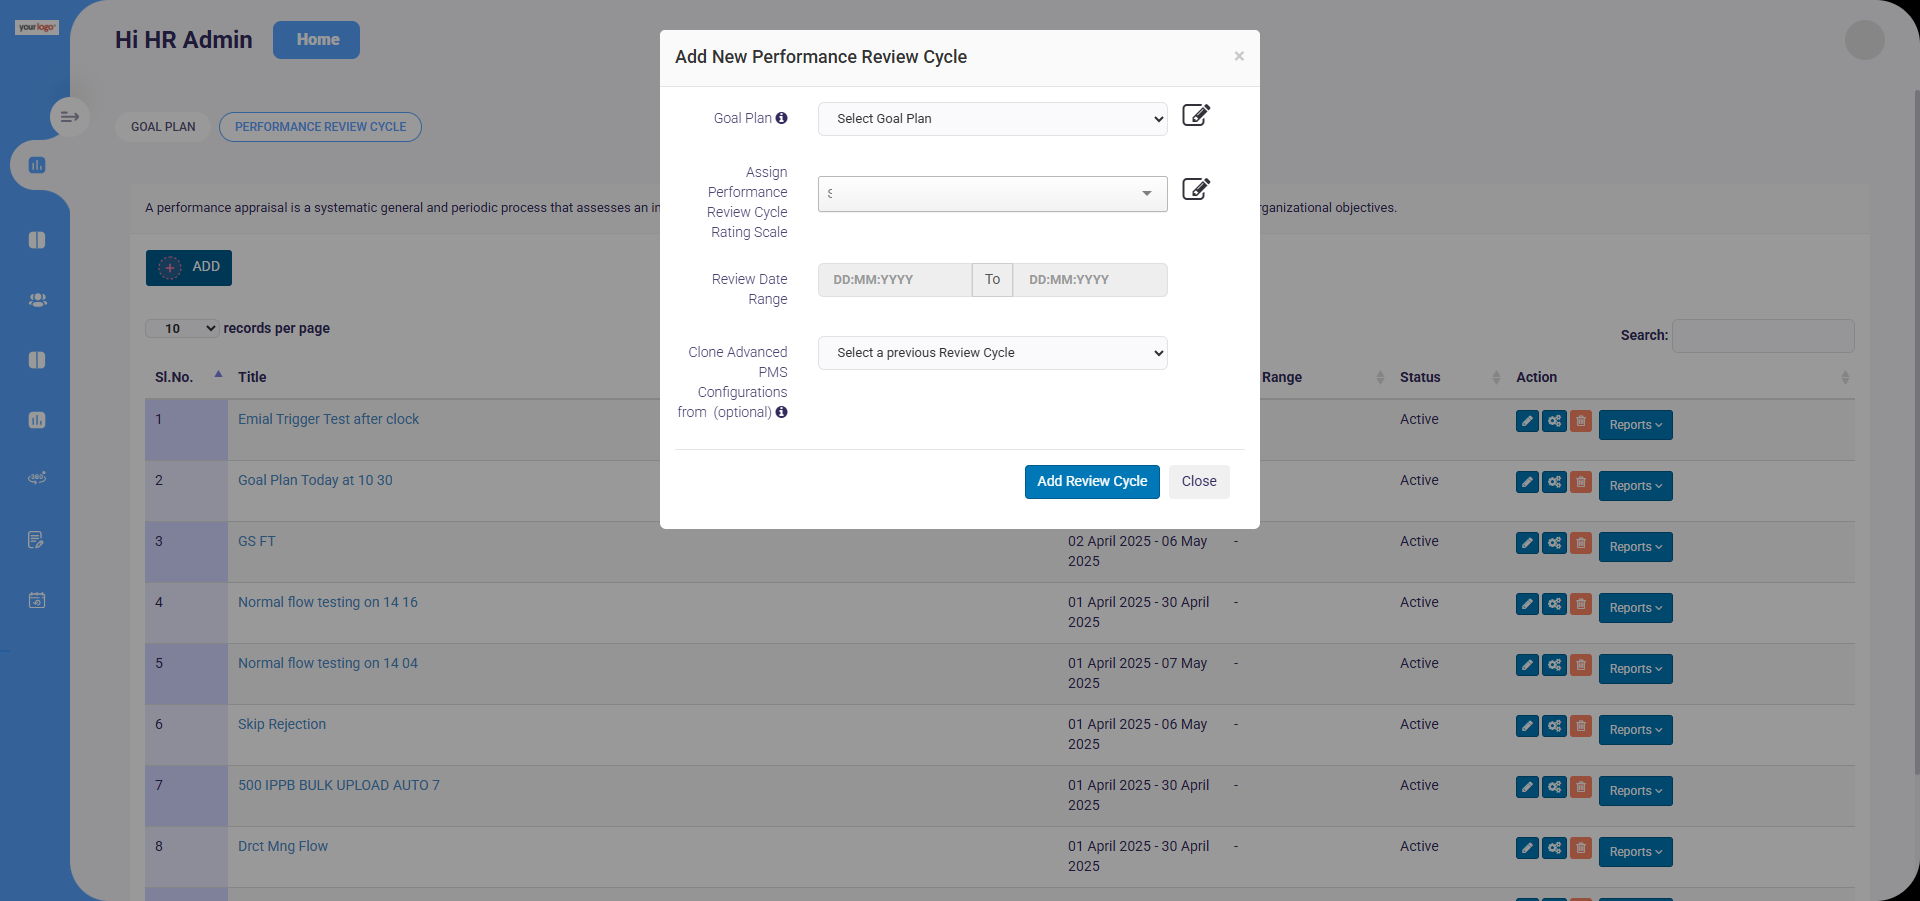 yourlogo
Hi HR Admin
Home
GOAL PLAN
PERFORMANCE REVIEW CYCLE
A performance appraisal is a systematic general and periodic process that assesses an in
rganizational objectives.
ADD
10 records per page
Search:
Sl.No. Title Range Status Action
1 Emial Trigger Test after clock Active Reports
2 Goal Plan Today at 10 30 Active Reports
3 GS FT 02 April 2025 - 06 May - Active Reports
2025
4 Normal flow testing on 14 16 01 April 2025 - 30 April - Active Reports
2025
5 Normal flow testing on 14 04 01 April 2025 - 07 May - Active Reports
2025
6 Skip Rejection 01 April 2025 - 06 May - Active Reports
2025
7 500 IPPB BULK UPLOAD AUTO 7 01 April 2025 - 30 April - Active Reports
2025
8 Drct Mng Flow 01 April 2025 - 30 April - Active Reports
2025
Add New Performance Review Cycle
×
Goal Plan
Select Goal Plan
Assign
Performance
Review Cycle
Rating Scale
Review Date
Range
DD:MM:YYYY To DD:MM:YYYY
Clone Advanced
PMS
Configurations
from (optional)
Select a previous Review Cycle
Add Review Cycle
Close
360